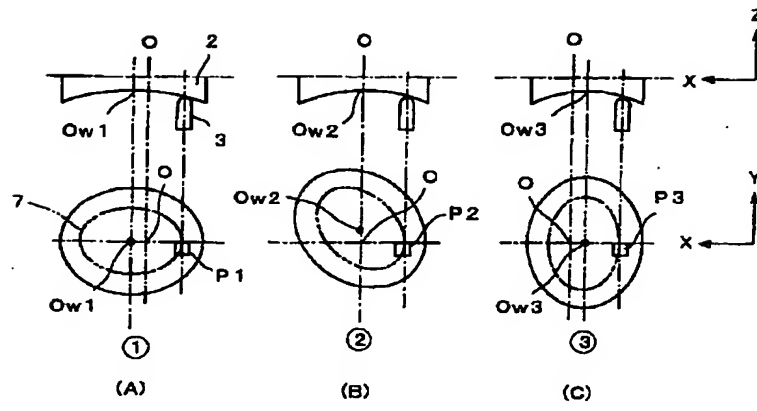 O 2 O O Z
X
Ow1 3 Ow2 Ow3
Y
7 O Ow2 O P2 O P3
X
Ow1 P1 Ow3
① ② ③
(A) (B) (C)